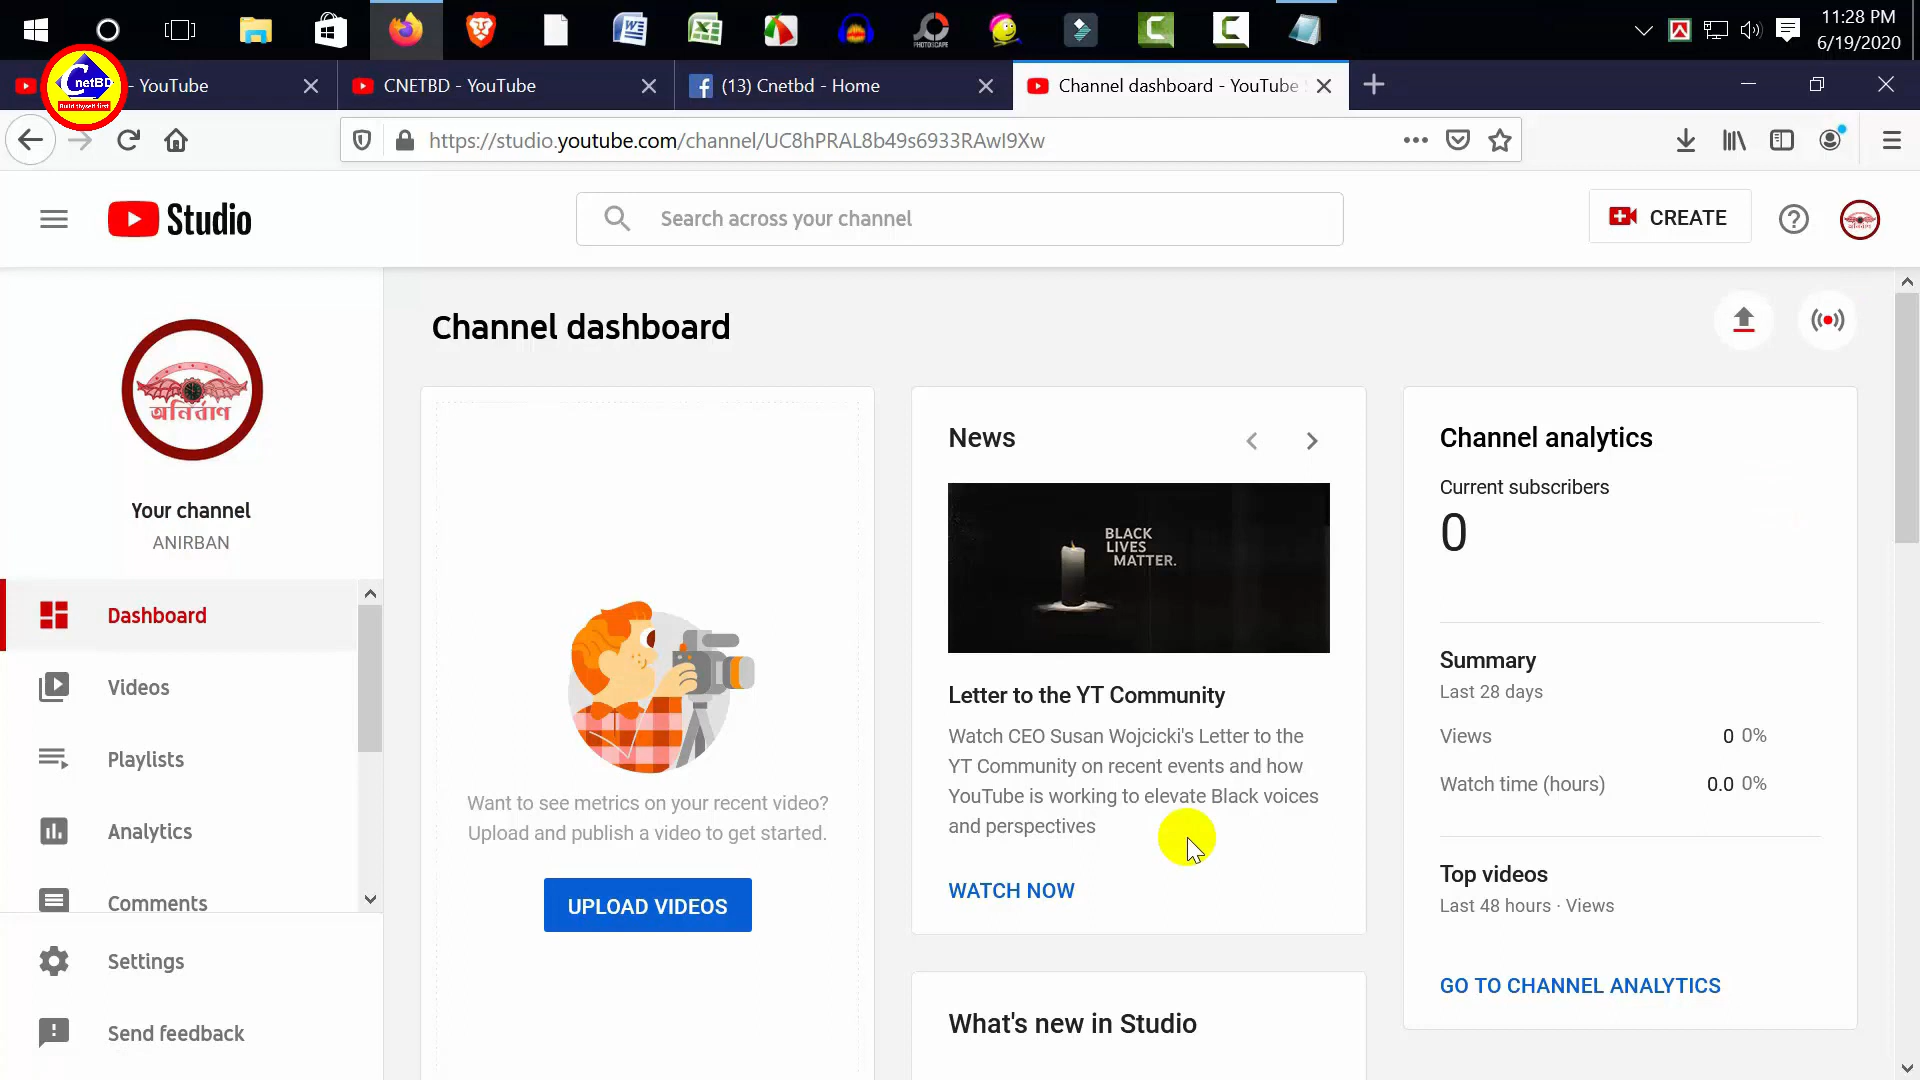 11:28 PM
6/19/2020
CnetBD
Build thyself first
- YouTube
CNETBD - YouTube
(13) Cnetbd - Home
Channel dashboard - YouTube
https://studio.youtube.com/channel/UC8hPRAL8b49s6933RAwI9Xw
Studio
Search across your channel
CREATE
অনির্বাণ
Your channel
ANIRBAN
Dashboard
Videos
Playlists
Analytics
Comments
Settings
Send feedback
Channel dashboard
Want to see metrics on your recent video?
Upload and publish a video to get started.
UPLOAD VIDEOS
News
BLACK
LIVES
MATTER.
Letter to the YT Community
Watch CEO Susan Wojcicki's Letter to the
YT Community on recent events and how
YouTube is working to elevate Black voices
and perspectives
WATCH NOW
What's new in Studio
Channel analytics
Current subscribers
0
Summary
Last 28 days
Views 0 0%
Watch time (hours) 0.0 0%
Top videos
Last 48 hours · Views
GO TO CHANNEL ANALYTICS